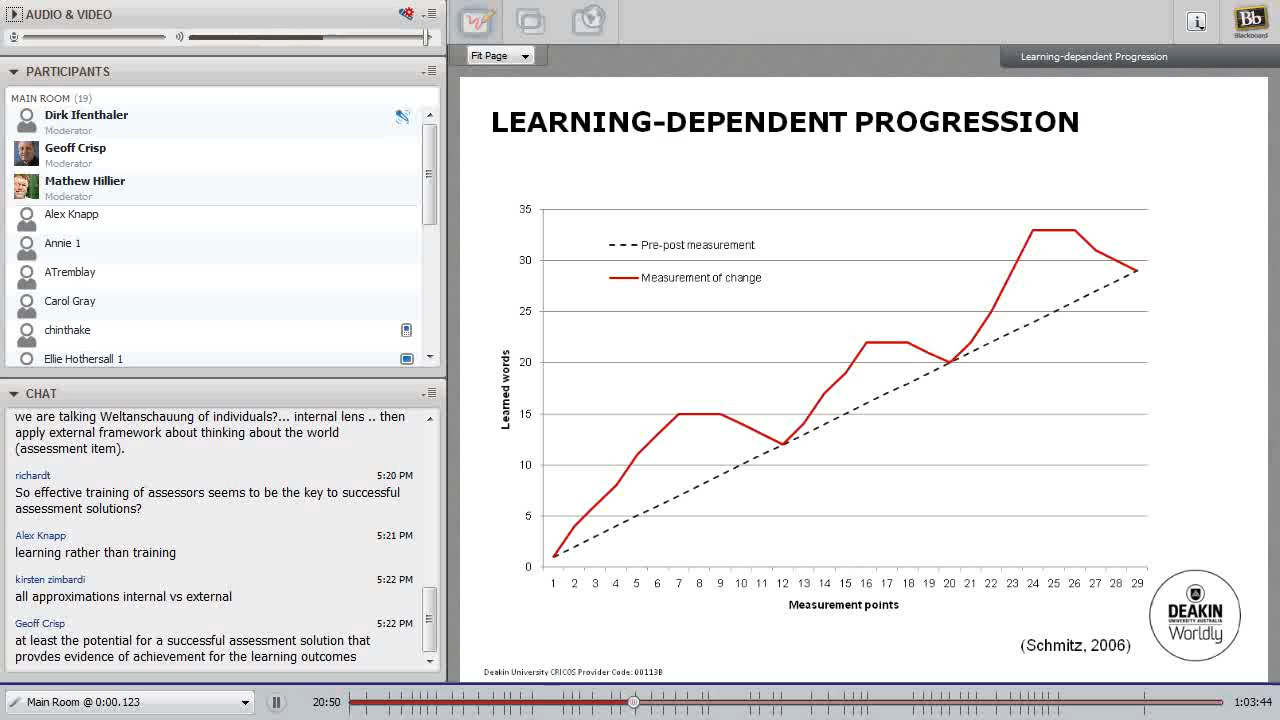 AUDIO & VIDEO
PARTICIPANTS
MAIN ROOM (19)
Dirk Ifenthaler
Moderator
Geoff Crisp
Moderator
Mathew Hillier
Moderator
Alex Knapp
Annie 1
ATremblay
Carol Gray
chinthake
Ellie Hothersall 1
CHAT
we are talking Weltanschauung of individuals?... internal lens .. then
apply external framework about thinking about the world
(assessment item).
richardt 5:20 PM
So effective training of assessors seems to be the key to successful
assessment solutions?
Alex Knapp 5:21 PM
learning rather than training
kirsten zimbardi 5:22 PM
all approximations internal vs external
Geoff Crisp 5:22 PM
at least the potential for a successful assessment solution that
provdes evidence of achievement for the learning outcomes
Fit Page
Learning-dependent Progression
i
Bb
Blackboard
LEARNING-DEPENDENT PROGRESSION
35
30
25
20
15
10
5
0
Pre-post measurement
Measurement of change
Learned words
1 2 3 4 5 6 7 8 9 10 11 12 13 14 15 16 17 18 19 20 21 22 23 24 25 26 27 28 29
Measurement points
DEAKIN
UNIVERSITY AUSTRALIA
Worldly
(Schmitz, 2006)
Deakin University CRICOS Provider Code: 00113B
Main Room @ 0:00.123
20:50
1:03:44